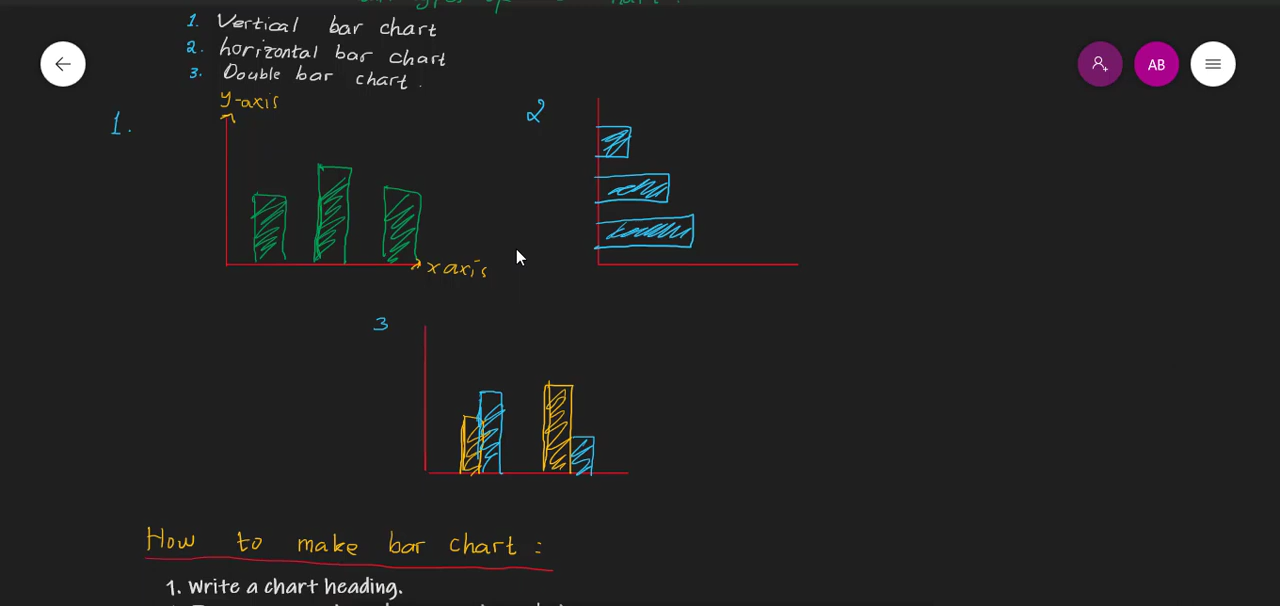 1. Vertical bar chart
2. horizontal bar chart
3. Double bar chart.
y-axis
1.
2
AB
x axis
3
How to make bar chart:
1. Write a chart heading.